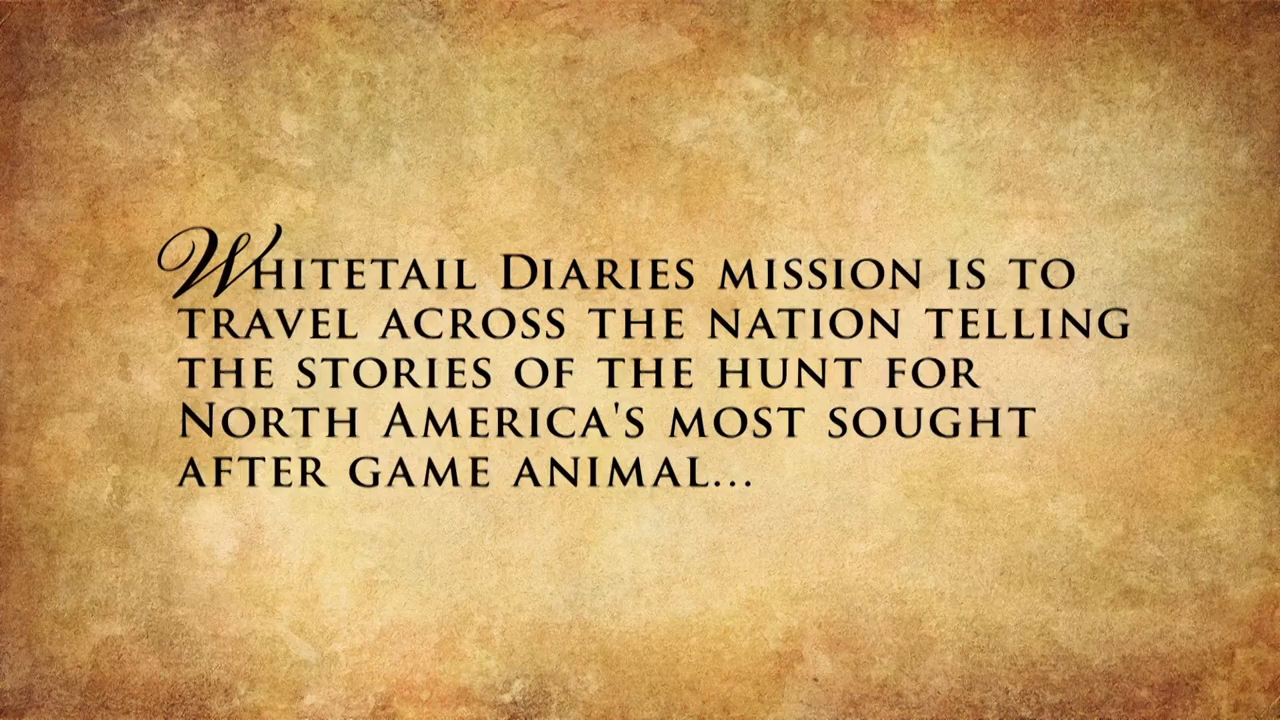 Whitetail Diaries mission is to
travel across the nation telling
the stories of the hunt for
North America's most sought
after game animal...